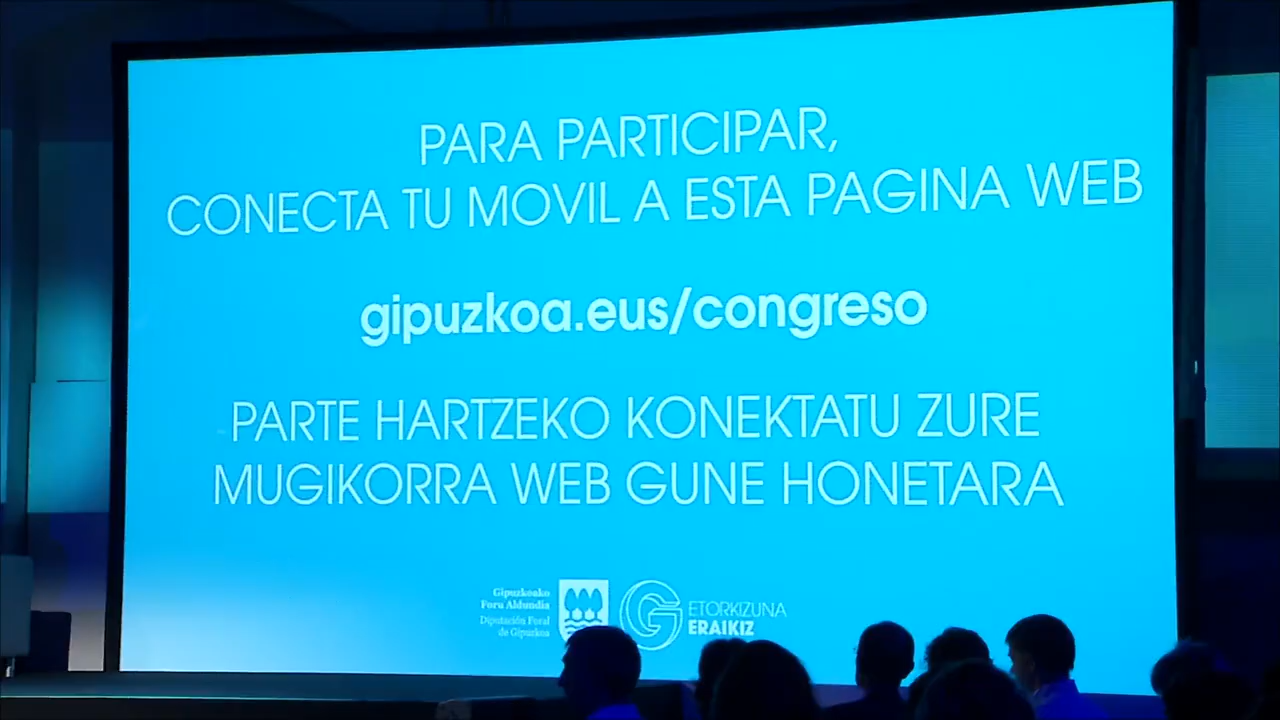 PARA PARTICIPAR,
CONECTA TU MOVIL A ESTA PAGINA WEB
gipuzkoa.eus/congreso
PARTE HARTZEKO KONEKTATU ZURE
MUGIKORRA WEB GUNE HONETARA
Gipuzkoako
Foru Aldundia
Diputación Foral
de Gipuzkoa
G
ETORKIZUNA
ERAIKIZ